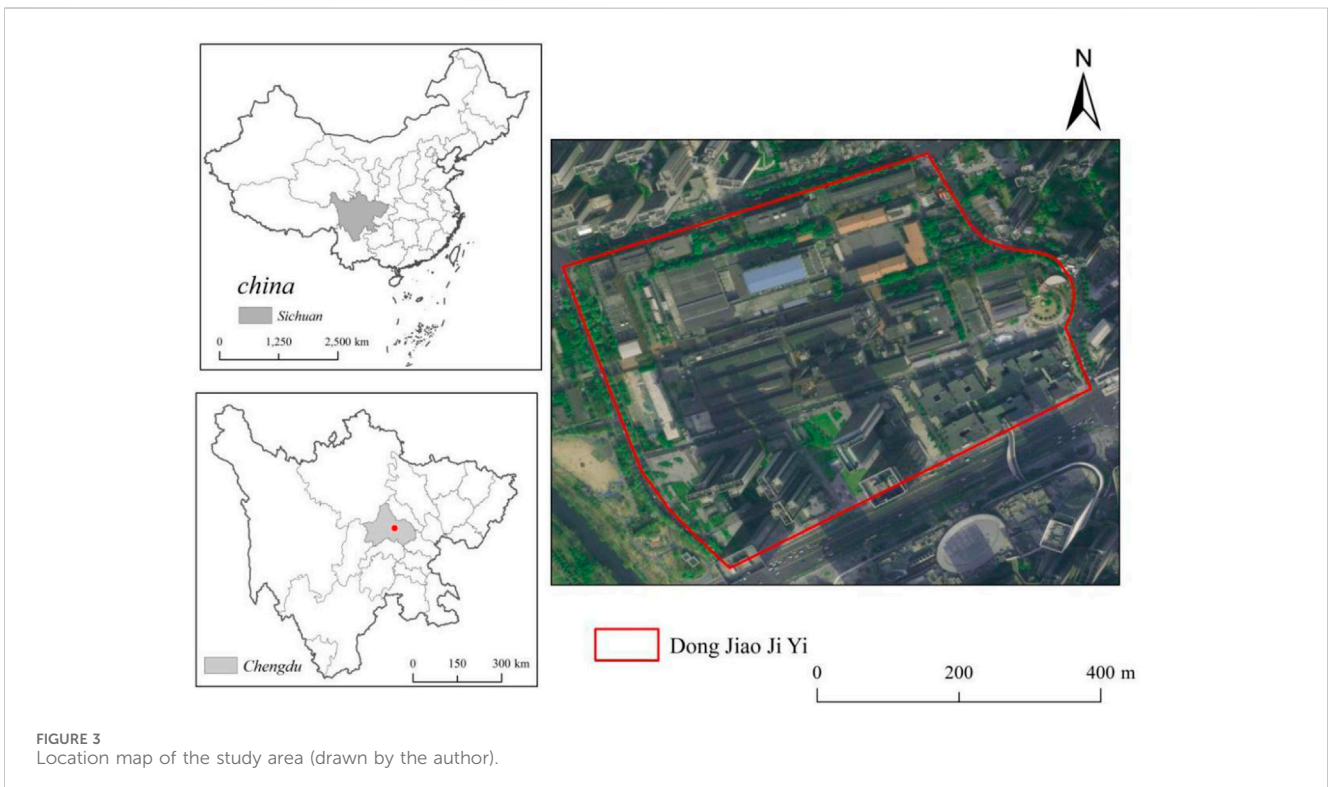 china
Sichuan
0 1,250 2,500 km
Chengdu
0 150 300 km
N
Dong Jiao Ji Yi
0 200 400 m
FIGURE 3
Location map of the study area (drawn by the author).